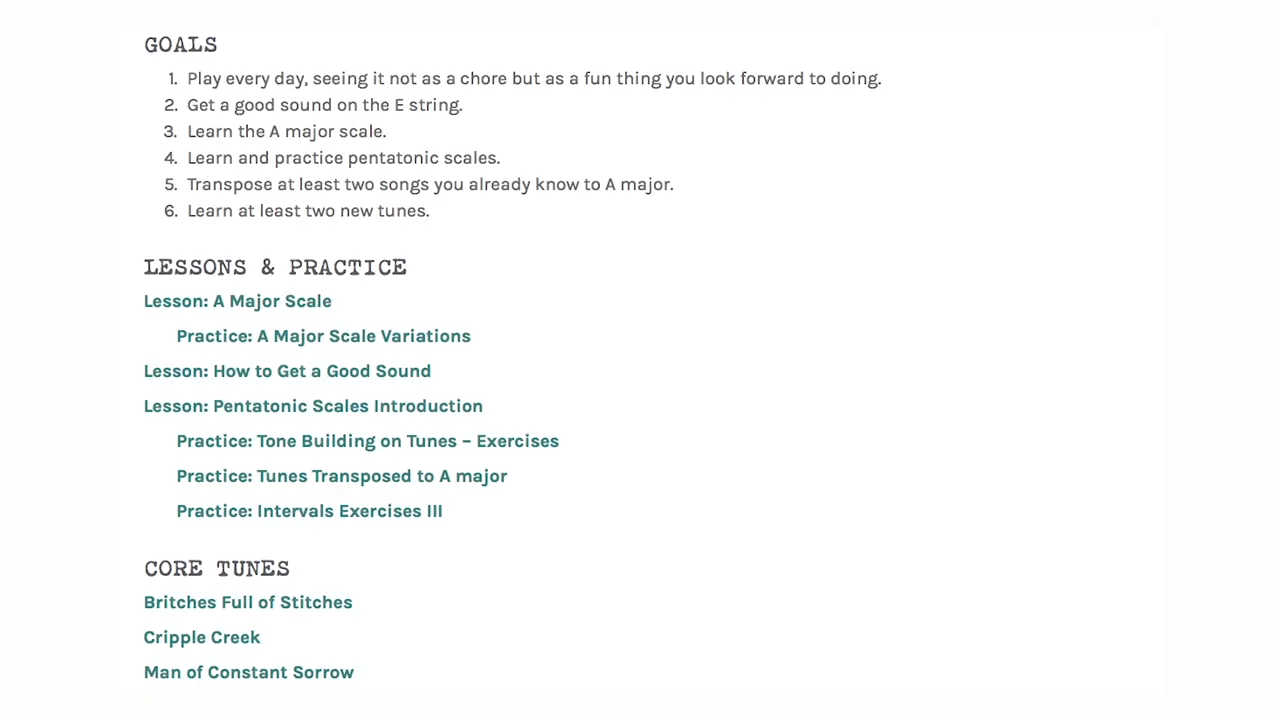 GOALS
1. Play every day, seeing it not as a chore but as a fun thing you look forward to doing.
2. Get a good sound on the E string.
3. Learn the A major scale.
4. Learn and practice pentatonic scales.
5. Transpose at least two songs you already know to A major.
6. Learn at least two new tunes.
LESSONS & PRACTICE
Lesson: A Major Scale
Practice: A Major Scale Variations
Lesson: How to Get a Good Sound
Lesson: Pentatonic Scales Introduction
Practice: Tone Building on Tunes – Exercises
Practice: Tunes Transposed to A major
Practice: Intervals Exercises III
CORE TUNES
Britches Full of Stitches
Cripple Creek
Man of Constant Sorrow